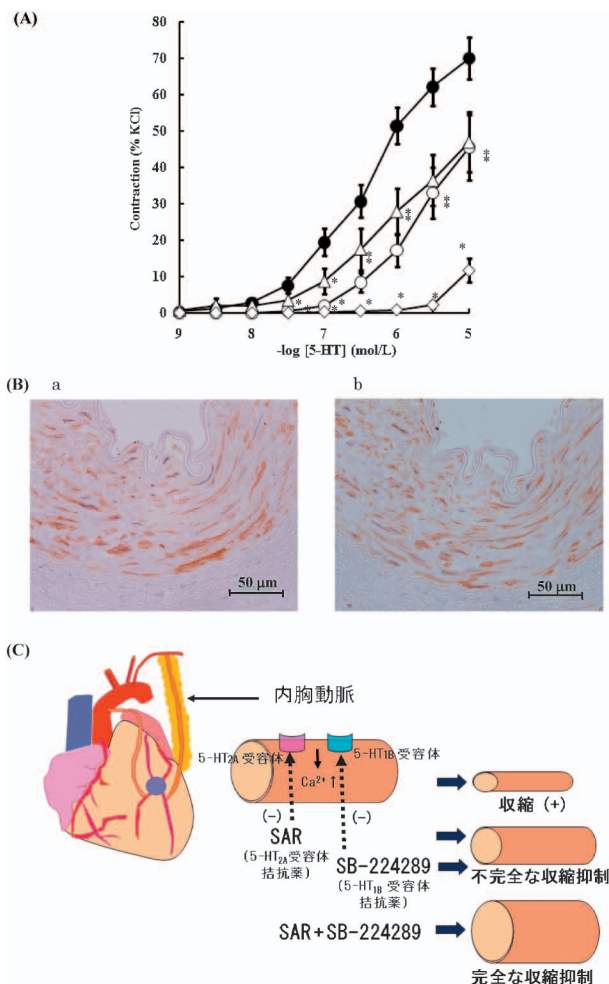 (A)
80
70
60
50
40
30
20
10
0
Contraction (% KCl)
* * * * * * * * * * * * * * * * * *
9 8 7 6 5
-log [5-HT] (mol/L)
(B) a b
50 μm
50 μm
(C)
内胸動脈
5-HT2A 受容体
5-HT1B 受容体
Ca2+ ↑
(-)
(-)
SAR
(5-HT2A受容体
拮抗薬)
SB-224289
(5-HT1B 受容体
拮抗薬)
収縮 (+)
不完全な収縮抑制
SAR+SB-224289
完全な収縮抑制